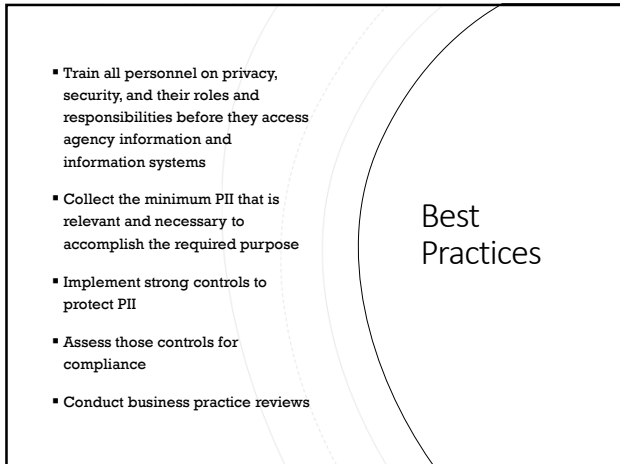 ▪ Train all personnel on privacy,
security, and their roles and
responsibilities before they access
agency information and
information systems
▪ Collect the minimum PII that is
relevant and necessary to
accomplish the required purpose
▪ Implement strong controls to
protect PII
▪ Assess those controls for
compliance
▪ Conduct business practice reviews
Best
Practices